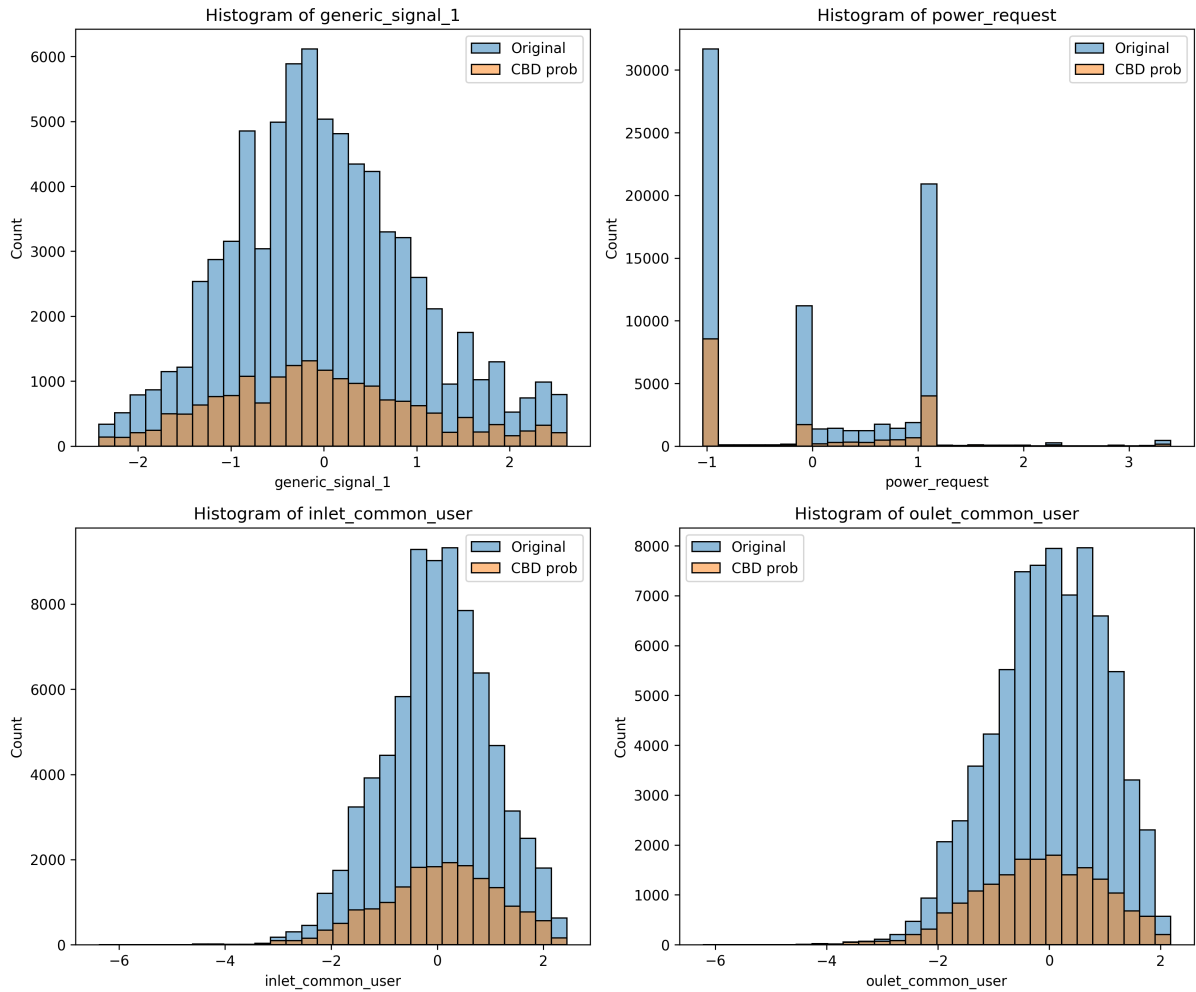 Histogram of generic_signal_1
Original
CBD prob
6000
5000
4000
3000
2000
1000
0
Count
−2
−1
0
1
2
generic_signal_1
Histogram of power_request
Original
CBD prob
30000
25000
20000
15000
10000
5000
0
Count
−1
0
1
2
3
power_request
Histogram of inlet_common_user
Original
CBD prob
8000
6000
4000
2000
0
Count
−6
−4
−2
0
2
inlet_common_user
Histogram of oulet_common_user
Original
CBD prob
8000
7000
6000
5000
4000
3000
2000
1000
0
Count
−6
−4
−2
0
2
oulet_common_user